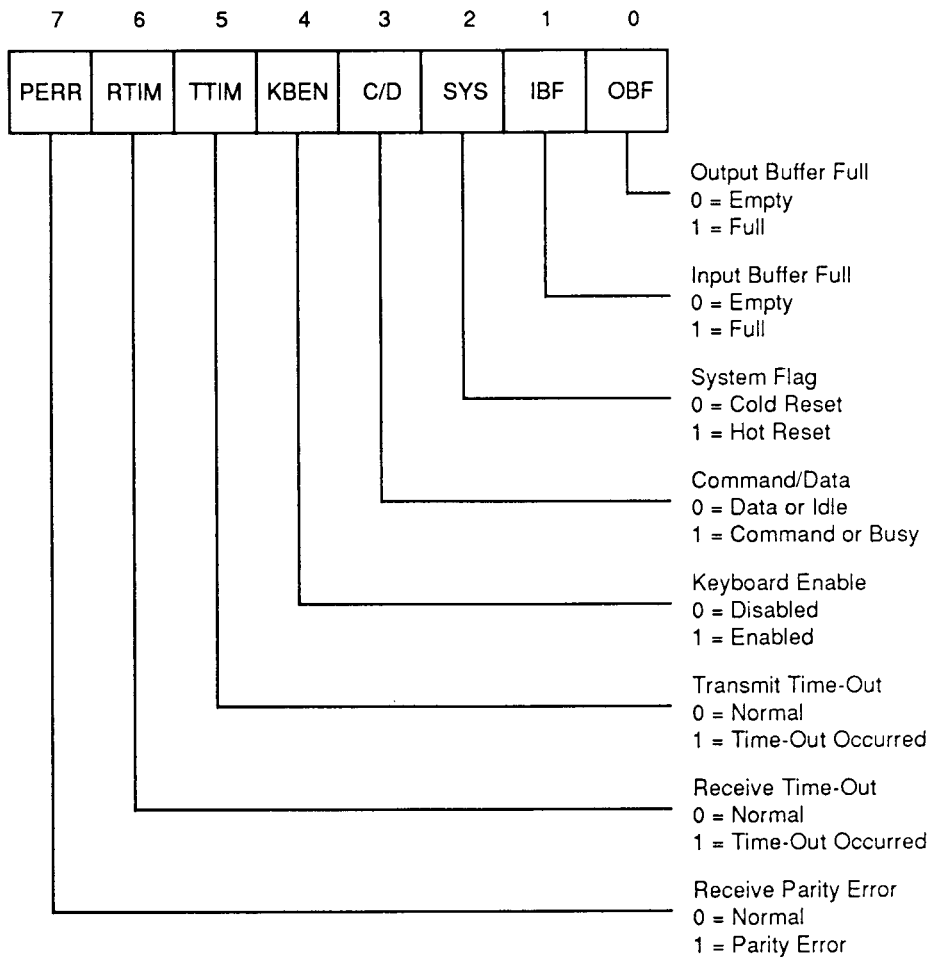 7 6 5 4 3 2 1 0
PERR RTIM TTIM KBEN C/D SYS IBF OBF
Output Buffer Full
0 = Empty
1 = Full
Input Buffer Full
0 = Empty
1 = Full
System Flag
0 = Cold Reset
1 = Hot Reset
Command/Data
0 = Data or Idle
1 = Command or Busy
Keyboard Enable
0 = Disabled
1 = Enabled
Transmit Time-Out
0 = Normal
1 = Time-Out Occurred
Receive Time-Out
0 = Normal
1 = Time-Out Occurred
Receive Parity Error
0 = Normal
1 = Parity Error